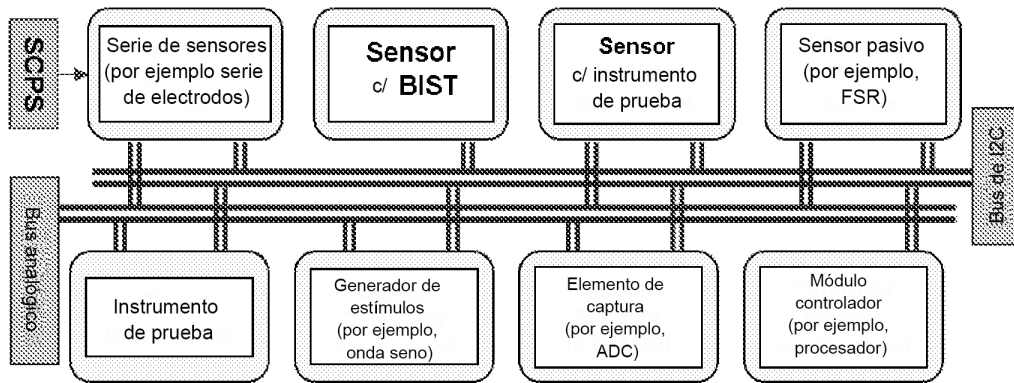 SCPS
Serie de sensores
(por ejemplo serie
de electrodos)
Sensor
c/ BIST
Sensor
c/ instrumento
de prueba
Sensor pasivo
(por ejemplo,
FSR)
Bus de I2C
Bus analógico
Instrumento
de prueba
Generador de
estímulos
(por ejemplo,
onda seno)
Elemento de
captura
(por ejemplo,
ADC)
Módulo
controlador
(por ejemplo,
procesador)